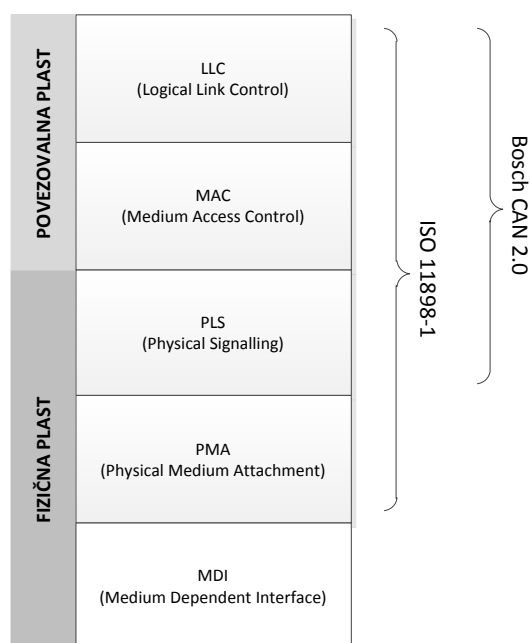 POVEZOVALNA PLAST
LLC
(Logical Link Control)
MAC
(Medium Access Control)
FIZIČNA PLAST
PLS
(Physical Signalling)
PMA
(Physical Medium Attachment)
MDI
(Medium Dependent Interface)
ISO 11898-1
Bosch CAN 2.0